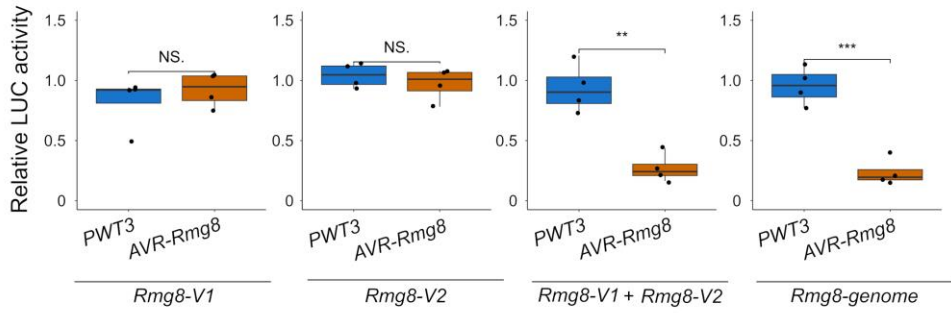 Relative LUC activity
1.5
1.0
0.5
0
NS.
PWT3
AVR-Rmg8
Rmg8-V1
1.5
1.0
0.5
0
NS.
PWT3
AVR-Rmg8
Rmg8-V2
1.5
1.0
0.5
0
**
PWT3
AVR-Rmg8
Rmg8-V1 + Rmg8-V2
1.5
1.0
0.5
0
***
PWT3
AVR-Rmg8
Rmg8-genome